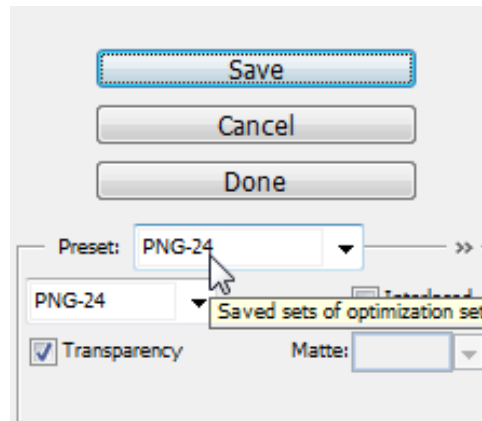 Save
Cancel
Done
Preset: PNG-24
PNG-24
Saved sets of optimization set
Transparency Matte: